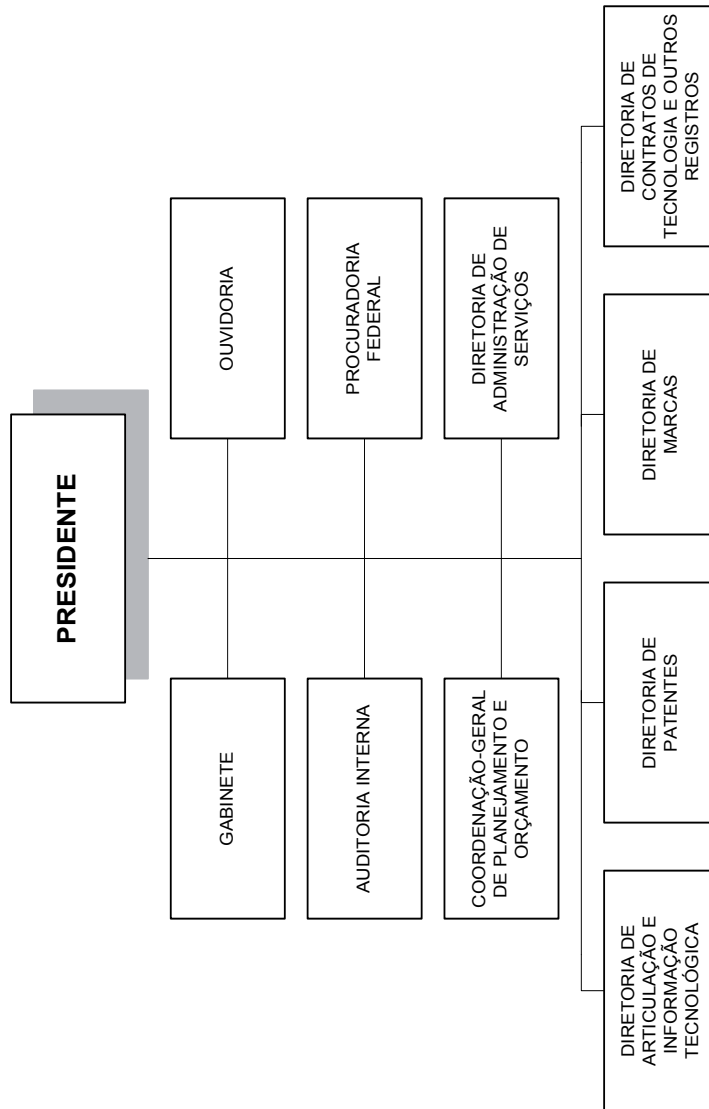 PRESIDENTE
GABINETE
OUVIDORIA
AUDITORIA INTERNA
PROCURADORIA
FEDERAL
COORDENAÇÃO-GERAL
DE PLANEJAMENTO E
ORÇAMENTO
DIRETORIA DE
ADMINISTRAÇÃO DE
SERVIÇOS
DIRETORIA DE
ARTICULAÇÃO E
INFORMAÇÃO
TECNOLÓGICA
DIRETORIA DE
PATENTES
DIRETORIA DE
MARCAS
DIRETORIA DE
CONTRATOS DE
TECNOLOGIA E OUTROS
REGISTROS